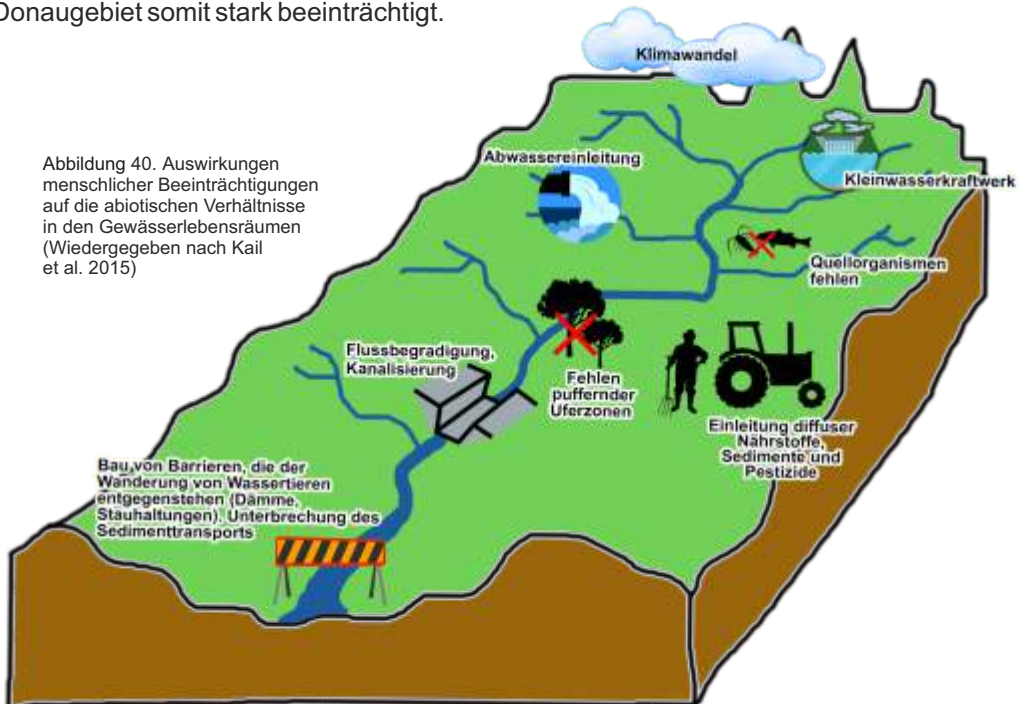 Donaugebiet somit stark beeinträchtigt.
Klimawandel
Abbildung 40. Auswirkungen
menschlicher Beeinträchtigungen
auf die abiotischen Verhältnisse
in den Gewässerlebensräumen
(Wiedergegeben nach Kail
et al. 2015)
Abwassereinleitung
Kleinwasserkraftwerk
Quellorganismen
fehlen
Flussbegradigung,
Kanalisierung
Fehlen
puffernder
Uferzonen
Einleitung diffuser
Nährstoffe,
Sedimente und
Pestizide
Bau von Barrieren, die der
Wanderung von Wassertieren
entgegenstehen (Dämme,
Stauhaltungen), Unterbrechung des
Sedimenttransports